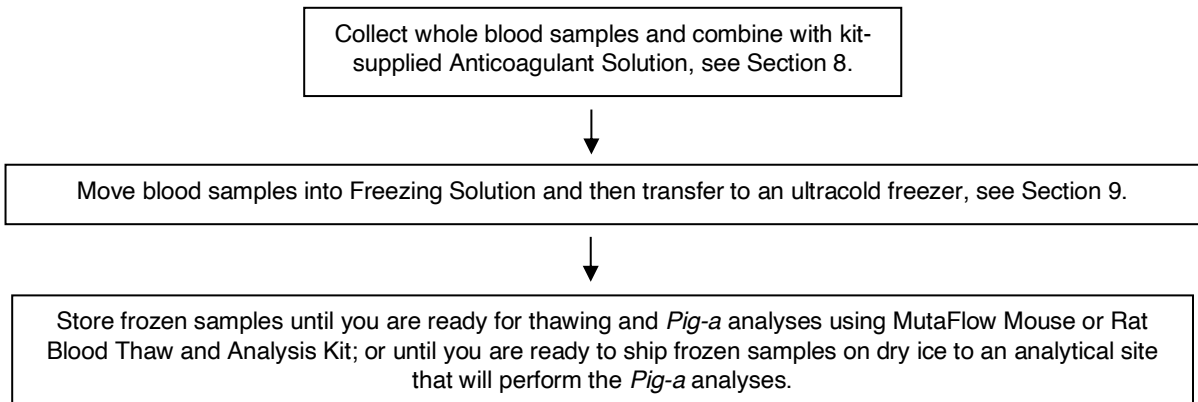 Collect whole blood samples and combine with kit-
supplied Anticoagulant Solution, see Section 8.
Move blood samples into Freezing Solution and then transfer to an ultracold freezer, see Section 9.
Store frozen samples until you are ready for thawing and Pig-a analyses using MutaFlow Mouse or Rat
Blood Thaw and Analysis Kit; or until you are ready to ship frozen samples on dry ice to an analytical site
that will perform the Pig-a analyses.